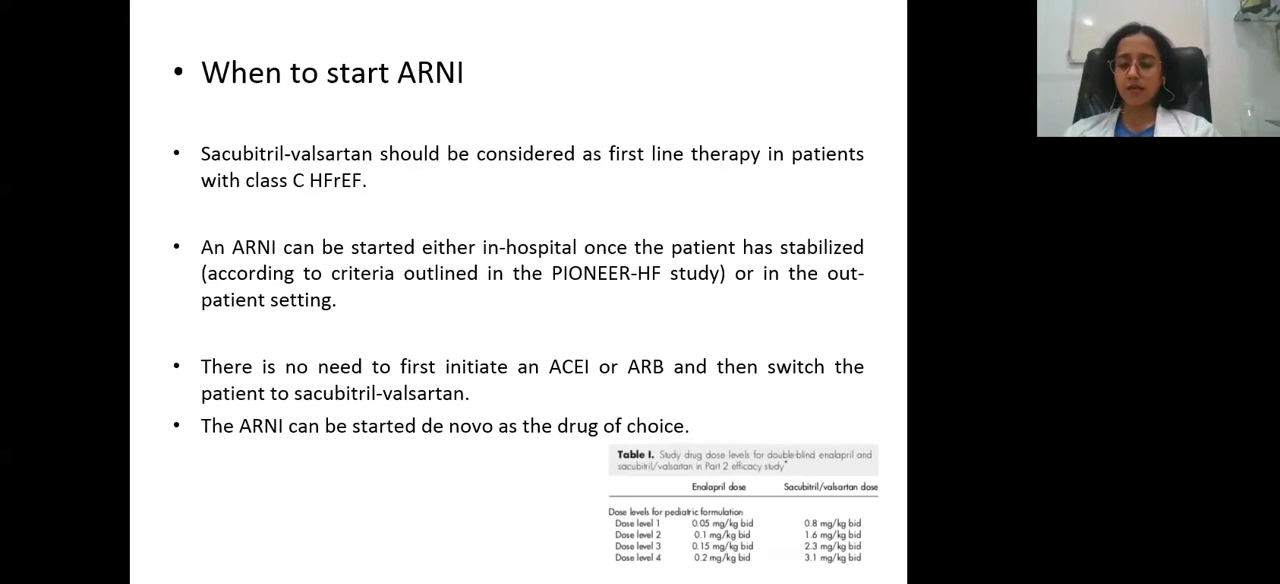 • When to start ARNI
• Sacubitril-valsartan should be considered as first line therapy in patients
with class C HFrEF.
• An ARNI can be started either in-hospital once the patient has stabilized
(according to criteria outlined in the PIONEER-HF study) or in the out-
patient setting.
• There is no need to first initiate an ACEI or ARB and then switch the
patient to sacubitril-valsartan.
• The ARNI can be started de novo as the drug of choice.
Table I. Study drug dose levels for double-blind enalapril and
sacubitril/valsartan in Part 2 efficacy study*
Enalapril dose Sacubitril/valsartan dose
Dose levels for pediatric formulation
Dose level 1 0.05 mg/kg bid 0.8 mg/kg bid
Dose level 2 0.1 mg/kg bid 1.6 mg/kg bid
Dose level 3 0.15 mg/kg bid 2.3 mg/kg bid
Dose level 4 0.2 mg/kg bid 3.1 mg/kg bid